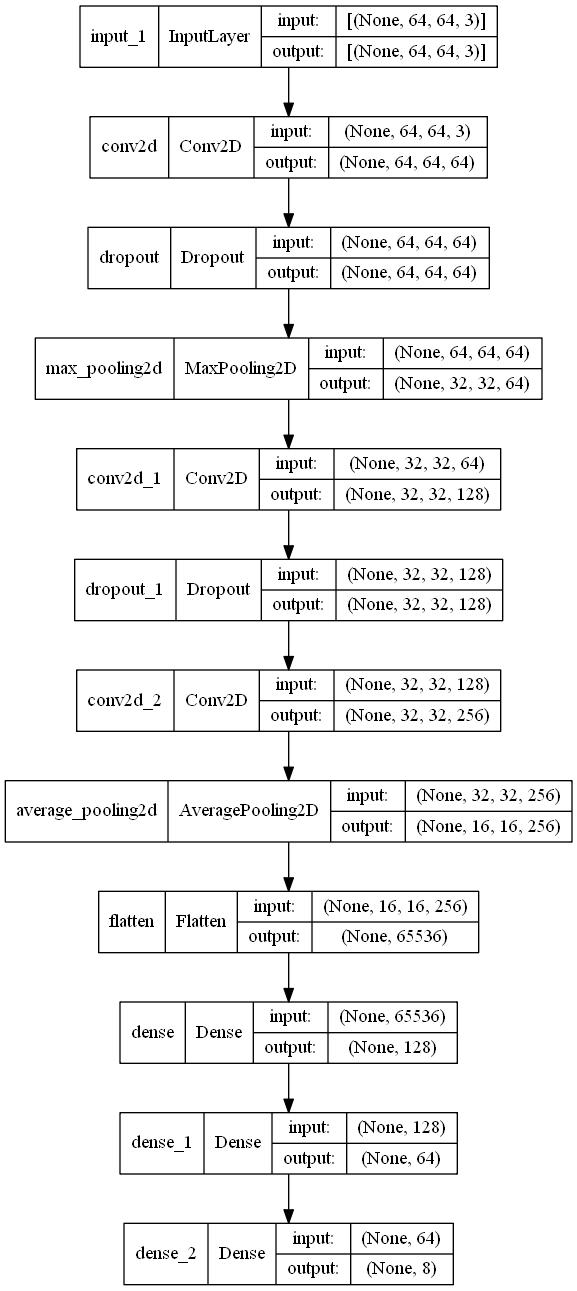 input_1 InputLayer input: [(None, 64, 64, 3)]
output: [(None, 64, 64, 3)]
conv2d Conv2D input: (None, 64, 64, 3)
output: (None, 64, 64, 64)
dropout Dropout input: (None, 64, 64, 64)
output: (None, 64, 64, 64)
max_pooling2d MaxPooling2D input: (None, 64, 64, 64)
output: (None, 32, 32, 64)
conv2d_1 Conv2D input: (None, 32, 32, 64)
output: (None, 32, 32, 128)
dropout_1 Dropout input: (None, 32, 32, 128)
output: (None, 32, 32, 128)
conv2d_2 Conv2D input: (None, 32, 32, 128)
output: (None, 32, 32, 256)
average_pooling2d AveragePooling2D input: (None, 32, 32, 256)
output: (None, 16, 16, 256)
flatten Flatten input: (None, 16, 16, 256)
output: (None, 65536)
dense Dense input: (None, 65536)
output: (None, 128)
dense_1 Dense input: (None, 128)
output: (None, 64)
dense_2 Dense input: (None, 64)
output: (None, 8)